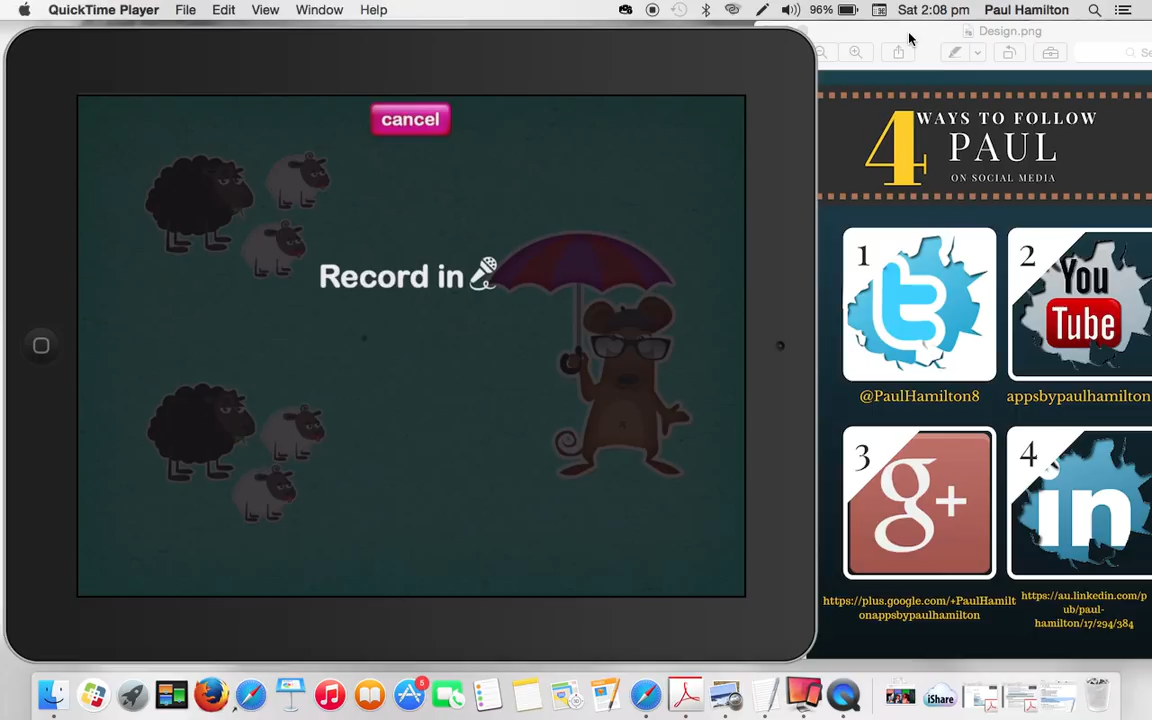 QuickTime Player File Edit View Window Help 96% Sat 2:08 pm Paul Hamilton
Design.png
cancel
Record in
4 WAYS TO FOLLOW
PAUL
ON SOCIAL MEDIA
1
2
You
Tube
@PaulHamilton8
appsbypaulhamilton
3
g+
4
in
https://plus.google.com/+PaulHamilt
onappsbypaulhamilton
https://au.linkedin.com/p
ub/paul-
hamilton/17/294/384
5
iShare